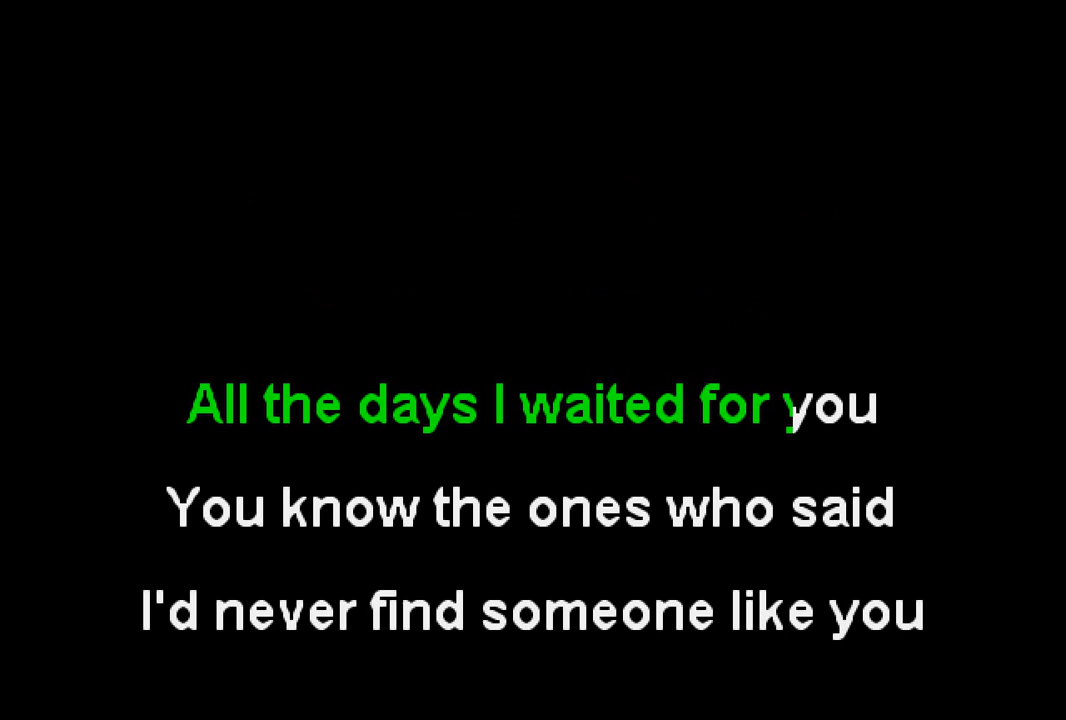 All the days I waited for you
You know the ones who said
I'd never find someone like you